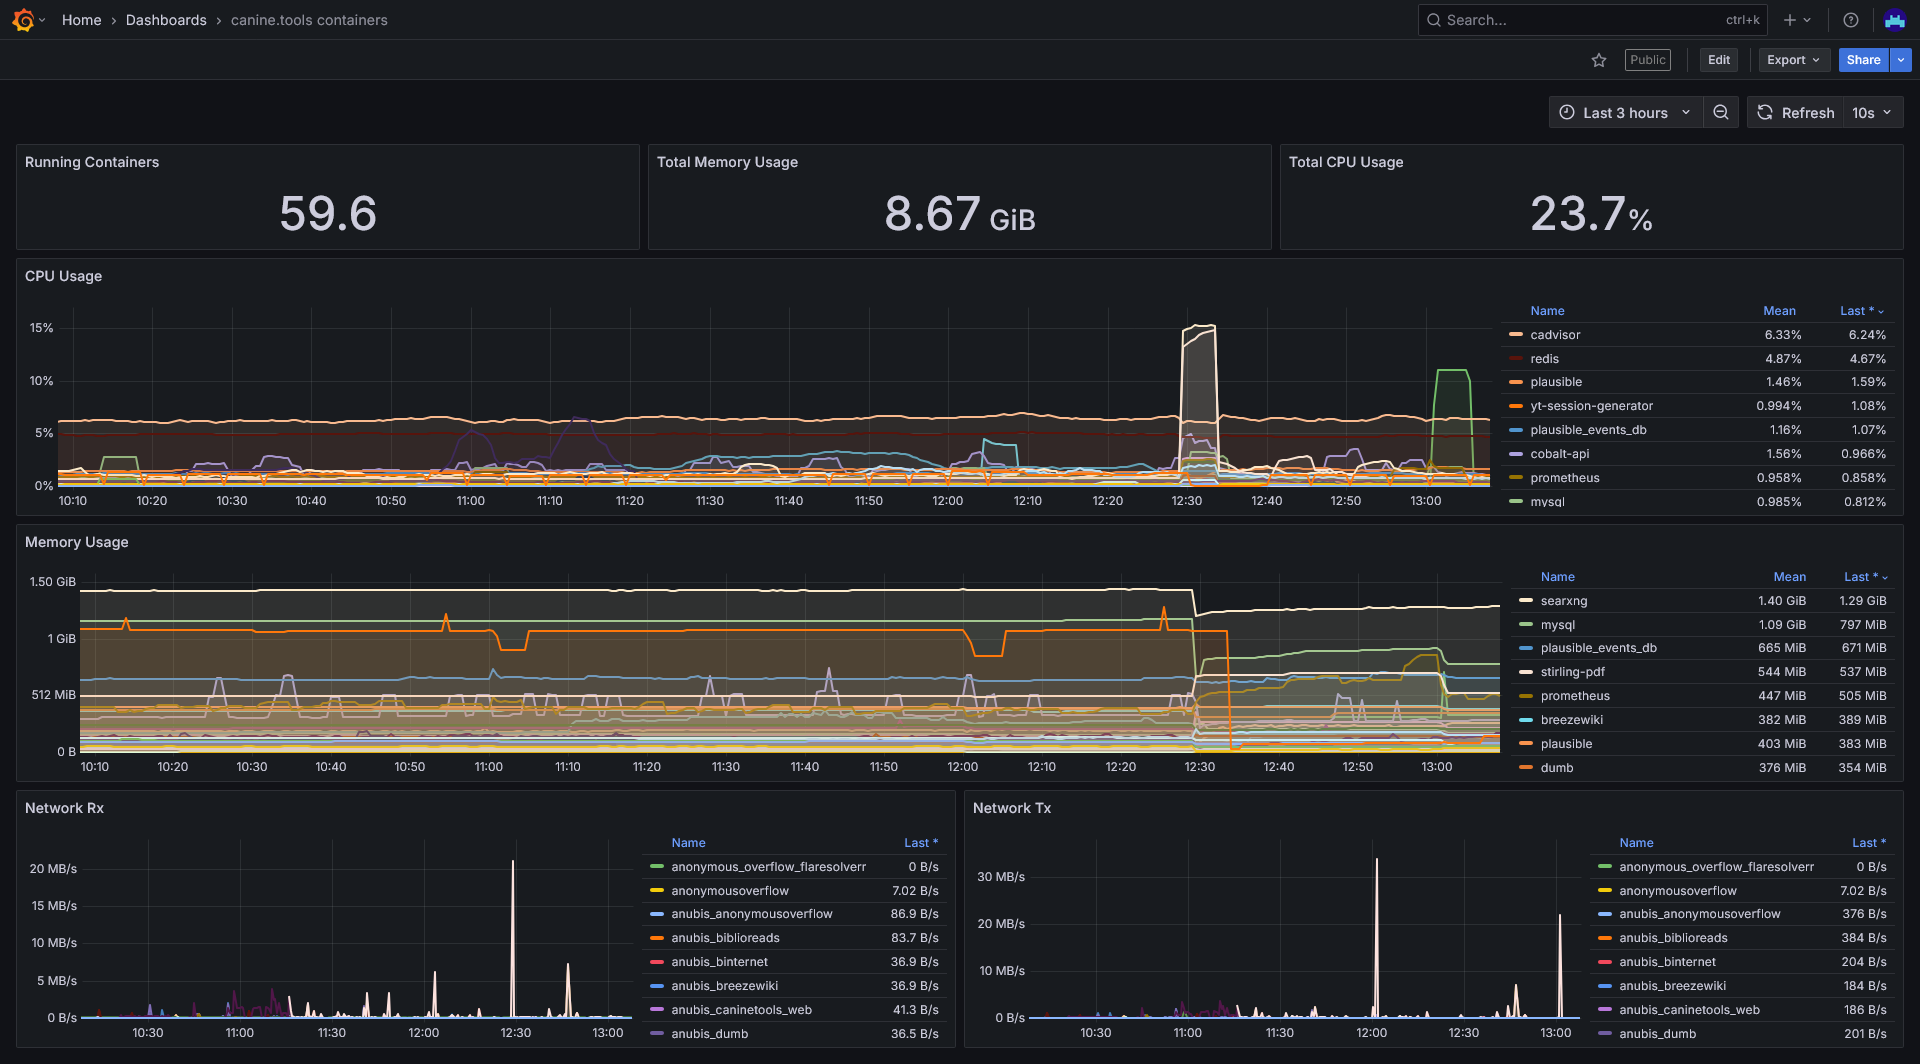 Home › Dashboards › canine.tools containers
Search... ctrl+k
Public Edit Export Share
Last 3 hours Refresh 10s
Running Containers
59.6
Total Memory Usage
8.67 GiB
Total CPU Usage
23.7%
CPU Usage
15%
10%
5%
0%
10:10 10:20 10:30 10:40 10:50 11:00 11:10 11:20 11:30 11:40 11:50 12:00 12:10 12:20 12:30 12:40 12:50 13:00
Name Mean Last *
cadvisor 6.33% 6.24%
redis 4.87% 4.67%
plausible 1.46% 1.59%
yt-session-generator 0.994% 1.08%
plausible_events_db 1.16% 1.07%
cobalt-api 1.56% 0.966%
prometheus 0.958% 0.858%
mysql 0.985% 0.812%
Memory Usage
1.50 GiB
1 GiB
512 MiB
0 B
10:10 10:20 10:30 10:40 10:50 11:00 11:10 11:20 11:30 11:40 11:50 12:00 12:10 12:20 12:30 12:40 12:50 13:00
Name Mean Last *
searxng 1.40 GiB 1.29 GiB
mysql 1.09 GiB 797 MiB
plausible_events_db 665 MiB 671 MiB
stirling-pdf 544 MiB 537 MiB
prometheus 447 MiB 505 MiB
breezewiki 382 MiB 389 MiB
plausible 403 MiB 383 MiB
dumb 376 MiB 354 MiB
Network Rx
20 MB/s
15 MB/s
10 MB/s
5 MB/s
0 B/s
10:30 11:00 11:30 12:00 12:30 13:00
Name Last *
anonymous_overflow_flaresolverr 0 B/s
anonymousoverflow 7.02 B/s
anubis_anonymousoverflow 86.9 B/s
anubis_biblioreads 83.7 B/s
anubis_binternet 36.9 B/s
anubis_breezewiki 36.9 B/s
anubis_caninetools_web 41.3 B/s
anubis_dumb 36.5 B/s
Network Tx
30 MB/s
20 MB/s
10 MB/s
0 B/s
10:30 11:00 11:30 12:00 12:30 13:00
Name Last *
anonymous_overflow_flaresolverr 0 B/s
anonymousoverflow 7.02 B/s
anubis_anonymousoverflow 376 B/s
anubis_biblioreads 384 B/s
anubis_binternet 204 B/s
anubis_breezewiki 184 B/s
anubis_caninetools_web 186 B/s
anubis_dumb 201 B/s